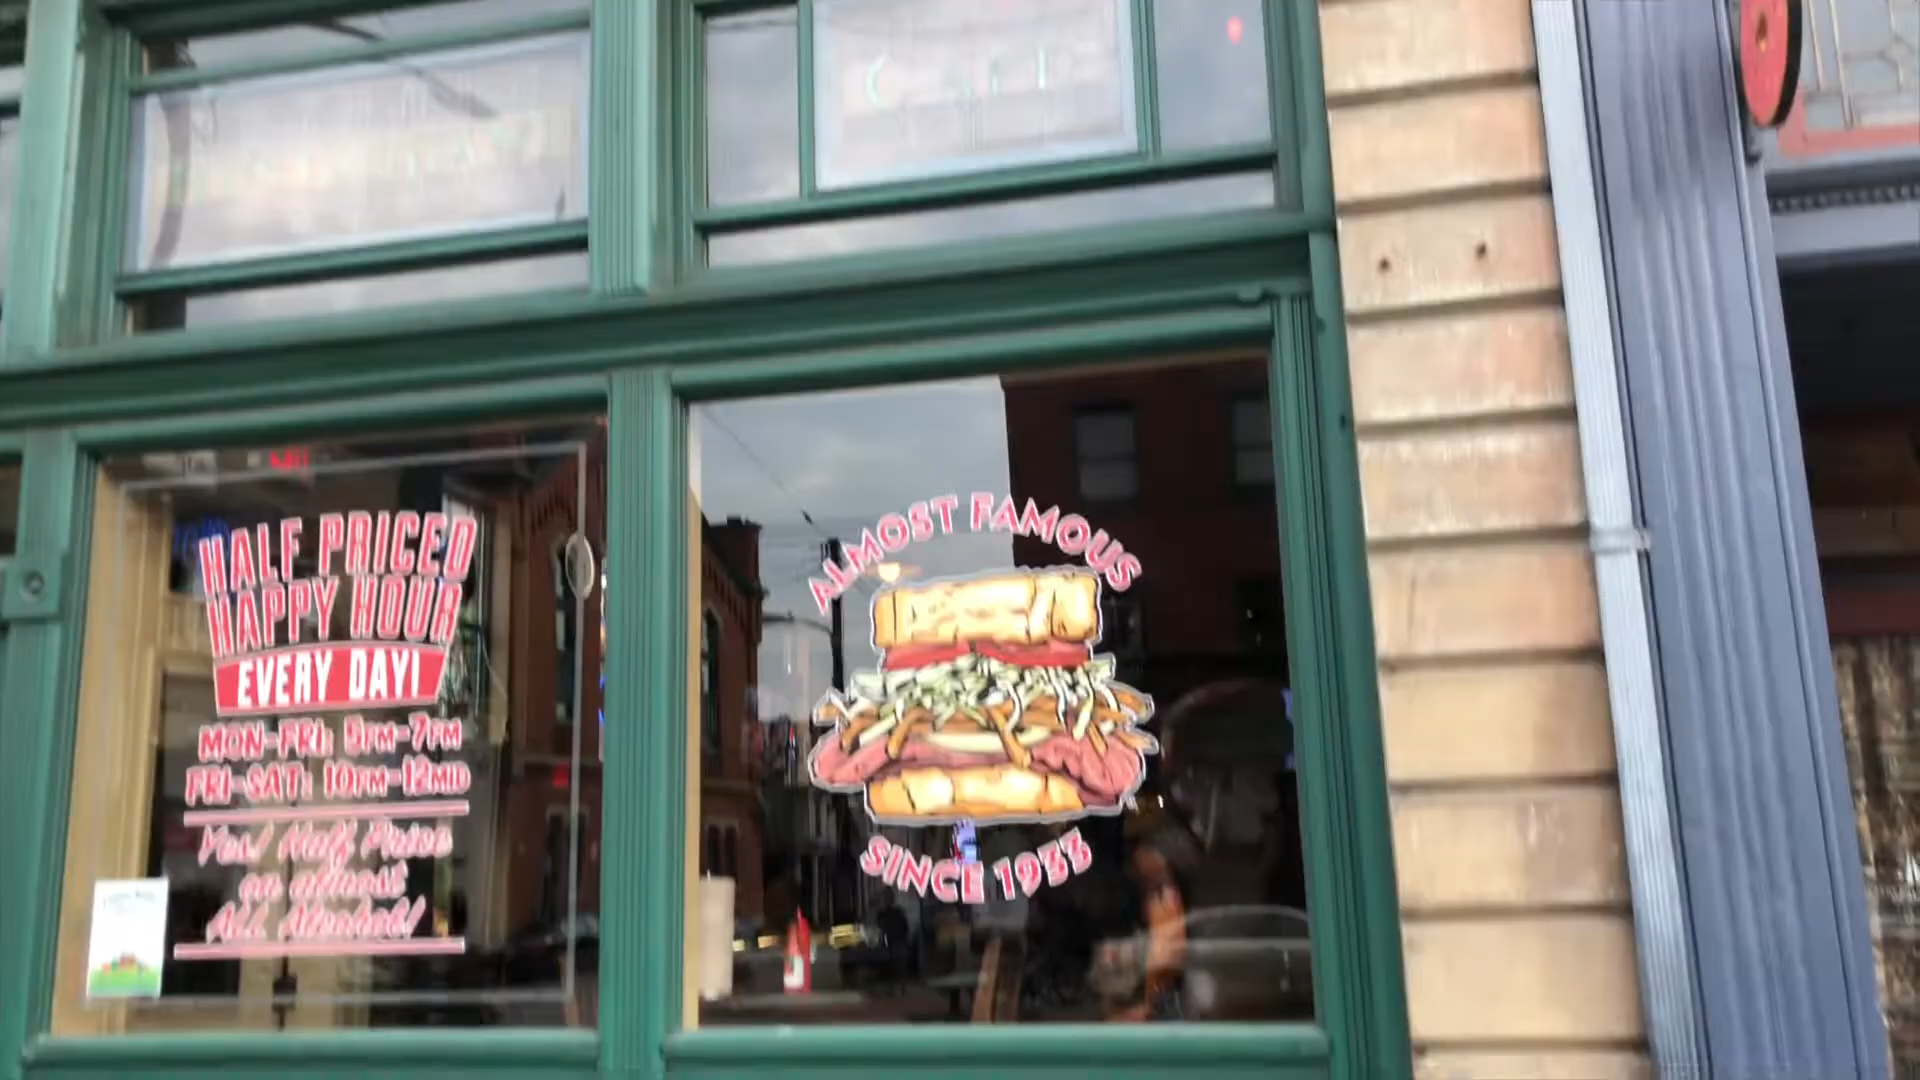 HALF PRICED
HAPPY HOUR
EVERY DAY!
MON-FRI: 5PM-7PM
FRI-SAT: 10PM-12MID
Yes! Half Price
on almost
All Alcohol!
ALMOST FAMOUS
SINCE 1933